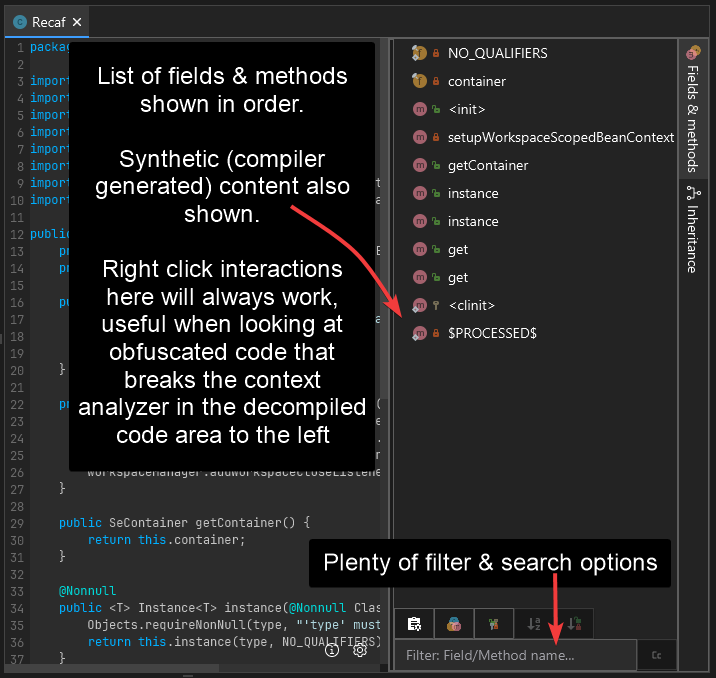 Recaf
1 packag
2
3 import
4 import
5 import
6 import
7 import
8 import
9 import
10 import
11
12 public
13
14
15
16
17
18
19
20 }
21
22
23
24
25
26 workspaceManager.addWorkspaceCloseListene
27 }
28
29 public SeContainer getContainer() {
30 return this.container;
31 }
32
33 @Nonnull
34 public <T> Instance<T> instance(@Nonnull Clas
35 Objects.requireNonNull(type, "'type' must
36 return this.instance(type, NO_QUALIFIERS)
37 }
List of fields & methods
shown in order.
Synthetic (compiler
generated) content also
shown.
Right click interactions
here will always work,
useful when looking at
obfuscated code that
breaks the context
analyzer in the decompiled
code area to the left
NO_QUALIFIERS
container
<init>
setupWorkspaceScopedBeanContext
getContainer
instance
instance
get
get
<clinit>
$PROCESSED$
Plenty of filter & search options
Filter: Field/Method name...
Cc
Fields & methods
Inheritance